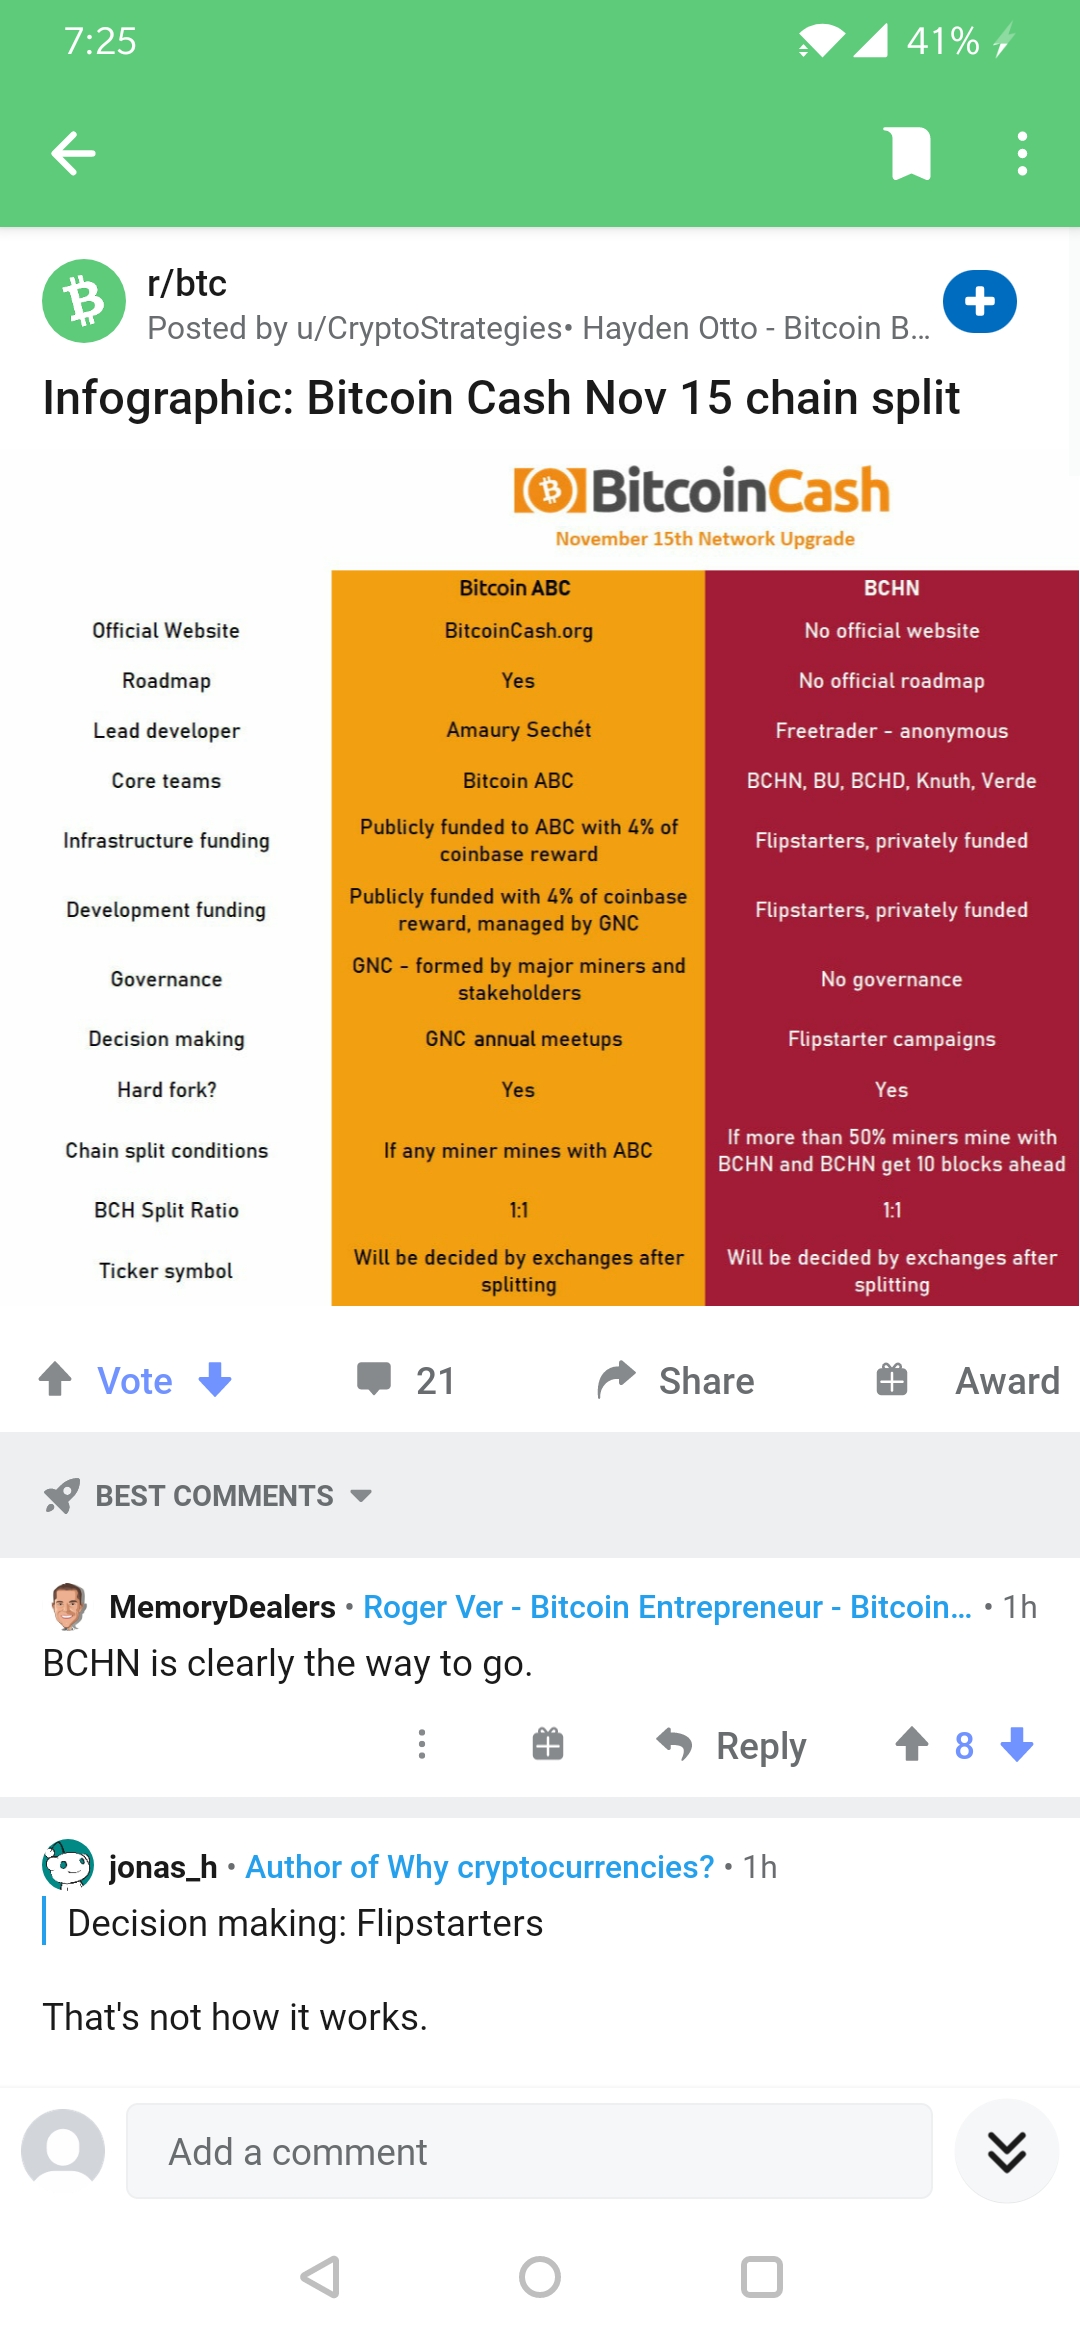 7:25
41%
r/btc
Posted by u/CryptoStrategies• Hayden Otto - Bitcoin B...
Infographic: Bitcoin Cash Nov 15 chain split
BitcoinCash
November 15th Network Upgrade
Bitcoin ABC BCHN
Official Website BitcoinCash.org No official website
Roadmap Yes No official roadmap
Lead developer Amaury Sechét Freetrader - anonymous
Core teams Bitcoin ABC BCHN, BU, BCHD, Knuth, Verde
Infrastructure funding Publicly funded to ABC with 4% of coinbase reward Flipstarters, privately funded
Development funding Publicly funded with 4% of coinbase reward, managed by GNC Flipstarters, privately funded
Governance GNC - formed by major miners and stakeholders No governance
Decision making GNC annual meetups Flipstarter campaigns
Hard fork? Yes Yes
Chain split conditions If any miner mines with ABC If more than 50% miners mine with BCHN and BCHN get 10 blocks ahead
BCH Split Ratio 1:1 1:1
Ticker symbol Will be decided by exchanges after splitting Will be decided by exchanges after splitting
Vote 21 Share Award
BEST COMMENTS
MemoryDealers • Roger Ver - Bitcoin Entrepreneur - Bitcoin... • 1h
BCHN is clearly the way to go.
Reply 8
jonas_h • Author of Why cryptocurrencies? • 1h
Decision making: Flipstarters
That's not how it works.
Add a comment